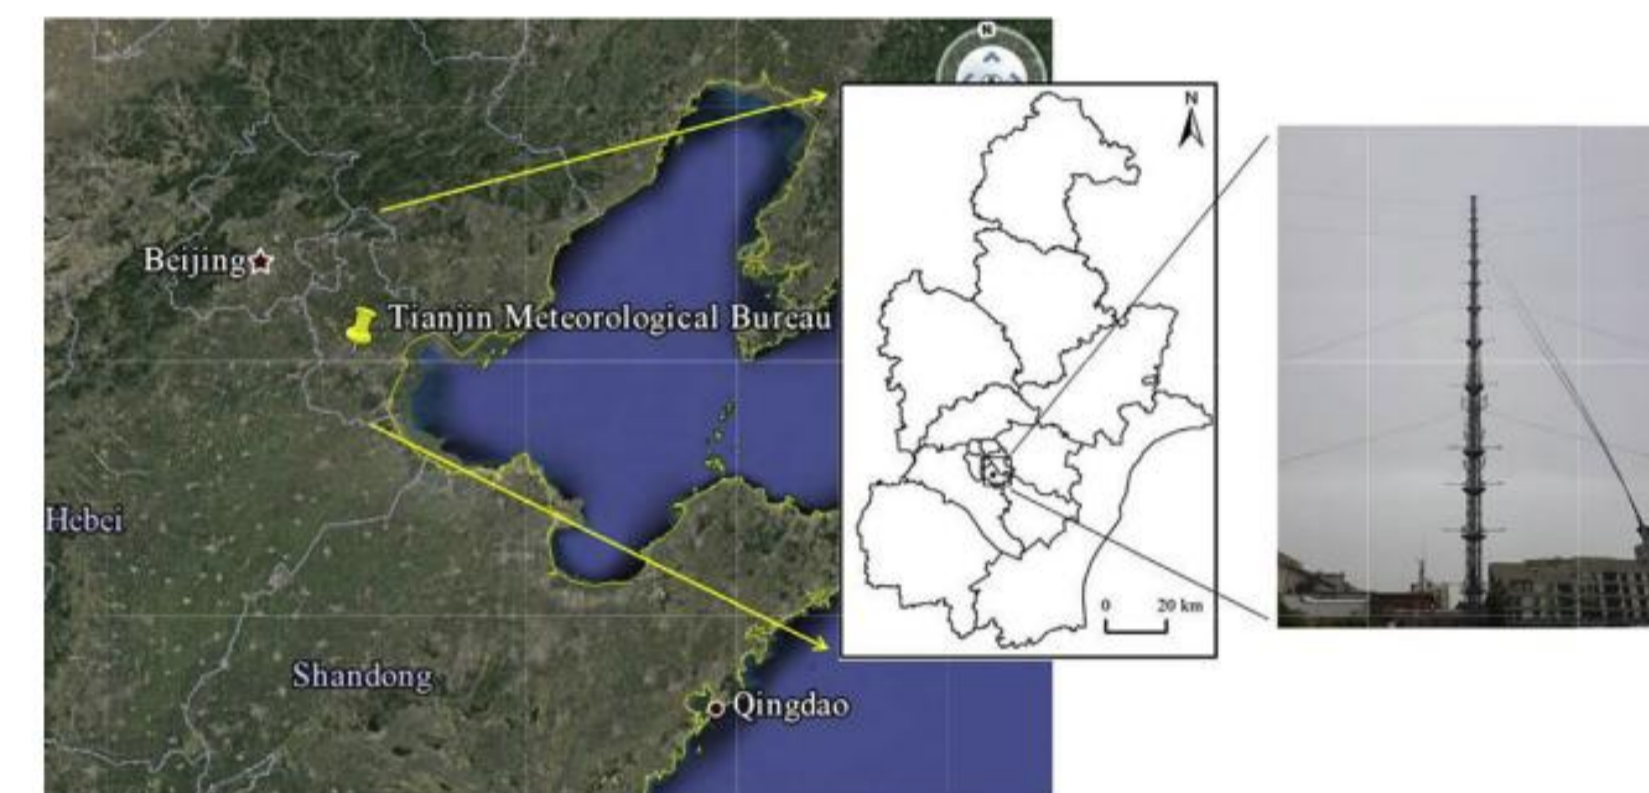 N
N
Beijing
Tianjin Meteorological Bureau
Hebei
0 20 km
Shandong
Qingdao